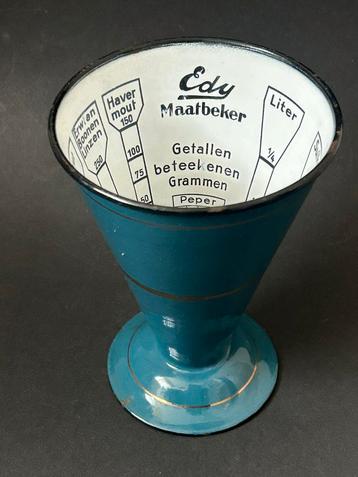 Edy
Maatbeker
Getallen
beteekenen
Grammen
Peper
Erwten
Boonen
Linzen
250
Haver
mout
150
100
75
50
Liter
1/4